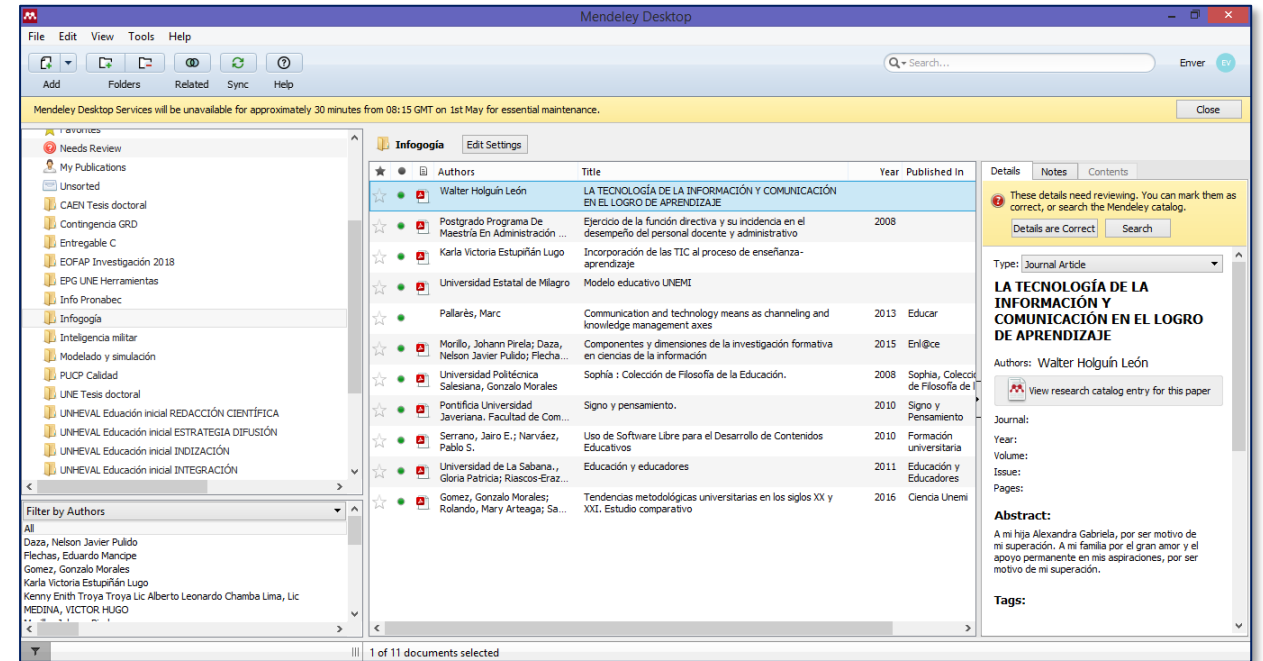 Mendeley Desktop
File Edit View Tools Help
Search...
Enver EV
Add Folders Related Sync Help
Mendeley Desktop Services will be unavailable for approximately 30 minutes from 08:15 GMT on 1st May for essential maintenance.
Close
Favorites
Needs Review
My Publications
Unsorted
CAEN Tesis doctoral
Contingencia GRD
Entregable C
EOFAP Investigación 2018
EPG UNE Herramientas
Info Pronabec
Infogogía
Inteligencia militar
Modelado y simulación
PUCP Calidad
UNE Tesis doctoral
UNHEVAL Eduación inicial REDACCIÓN CIENTÍFICA
UNHEVAL Educación inicial ESTRATEGIA DIFUSIÓN
UNHEVAL Educación inicial INDIZACIÓN
UNHEVAL Educación inicial INTEGRACIÓN
Filter by Authors
All
Daza, Nelson Javier Pulido
Flechas, Eduardo Mancipe
Gomez, Gonzalo Morales
Karla Victoria Estupiñán Lugo
Kenny Enith Troya Troya Lic Alberto Leonardo Chamba Lima, Lic
MEDINA, VICTOR HUGO
Infogogía Edit Settings
Authors Title Year Published In
Walter Holguín León LA TECNOLOGÍA DE LA INFORMACIÓN Y COMUNICACIÓN
EN EL LOGRO DE APRENDIZAJE
Postgrado Programa De Ejercicio de la función directiva y su incidencia en el 2008
Maestría En Administración ... desempeño del personal docente y administrativo
Karla Victoria Estupiñán Lugo Incorporación de las TIC al proceso de enseñanza-
aprendizaje
Universidad Estatal de Milagro Modelo educativo UNEMI
Pallarès, Marc Communication and technology means as channeling and 2013 Educar
knowledge management axes
Morillo, Johann Pirela; Daza, Componentes y dimensiones de la investigación formativa 2015 Enl@ce
Nelson Javier Pulido; Flecha... en ciencias de la información
Universidad Politécnica Sophía : Colección de Filosofía de la Educación. 2008 Sophia, Colecció
Salesiana, Gonzalo Morales de Filosofía de l
Pontificia Universidad Signo y pensamiento. 2010 Signo y
Javeriana. Facultad de Com... Pensamiento
Serrano, Jairo E.; Narváez, Uso de Software Libre para el Desarrollo de Contenidos 2010 Formación
Pablo S. Educativos universitaria
Universidad de La Sabana., Educación y educadores 2011 Educación y
Gloria Patricia; Riascos-Eraz... Educadores
Gomez, Gonzalo Morales; Tendencias metodológicas universitarias en los siglos XX y 2016 Ciencia Unemi
Rolando, Mary Arteaga; Sa... XXI. Estudio comparativo
Details Notes Contents
These details need reviewing. You can mark them as
correct, or search the Mendeley catalog.
Details are Correct Search
Type: Journal Article
LA TECNOLOGÍA DE LA
INFORMACIÓN Y
COMUNICACIÓN EN EL LOGRO
DE APRENDIZAJE
Authors: Walter Holguín León
View research catalog entry for this paper
Journal:
Year:
Volume:
Issue:
Pages:
Abstract:
A mi hija Alexandra Gabriela, por ser motivo de
mi superación. A mi familia por el gran amor y el
apoyo permanente en mis aspiraciones, por ser
motivo de mi superación.
Tags:
1 of 11 documents selected